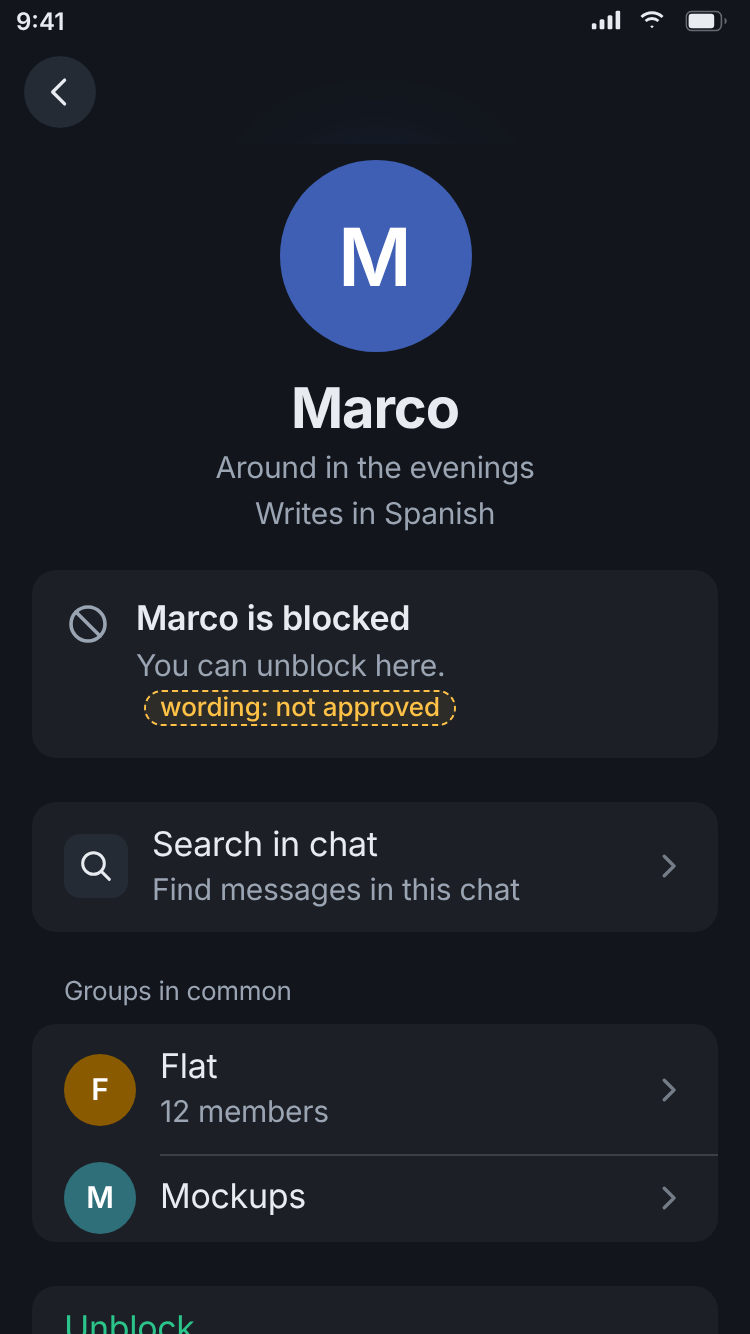 9:41
M
Marco
Around in the evenings
Writes in Spanish
Marco is blocked
You can unblock here.
wording: not approved
Search in chat
Find messages in this chat
Groups in common
F
Flat
12 members
M
Mockups
Unblock